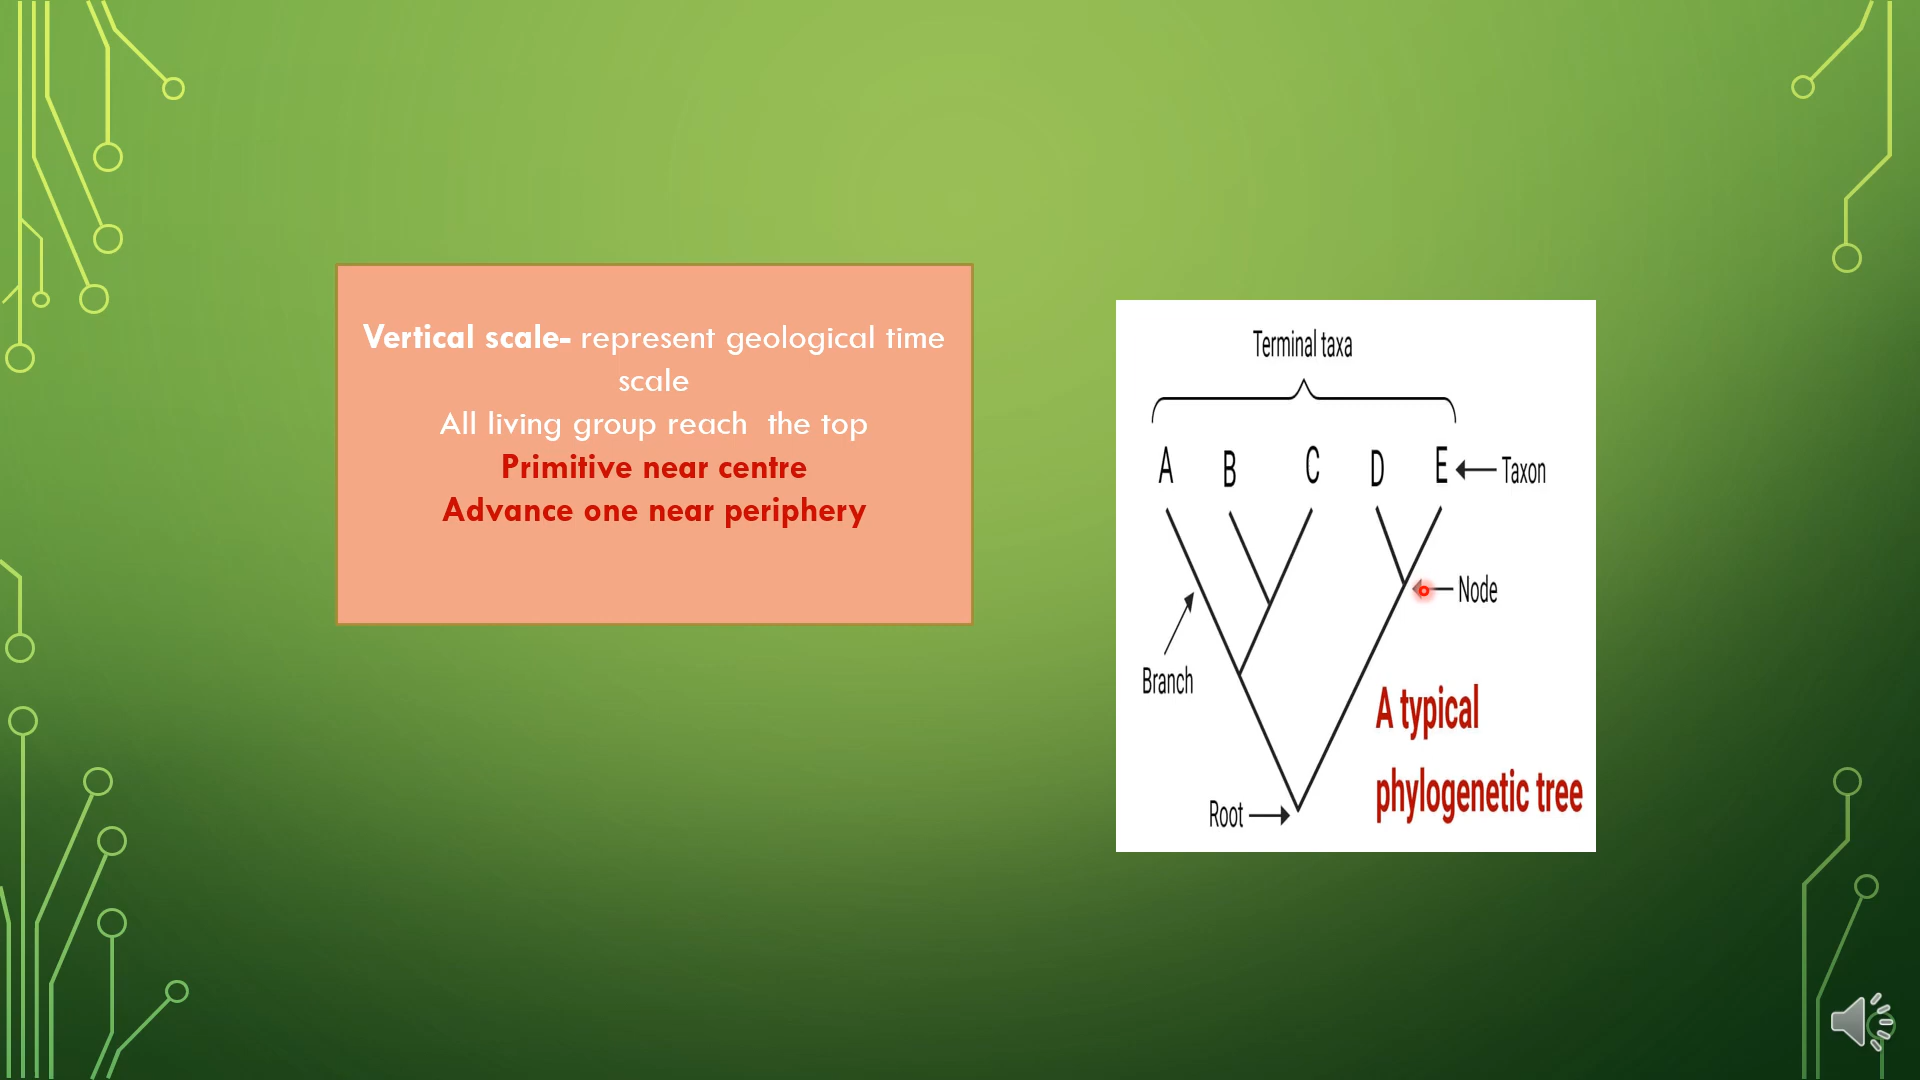 Vertical scale- represent geological time
scale
All living group reach  the top
Primitive near centre
Advance one near periphery
Terminal taxa
A B C D E
Taxon
Node
Branch
A typical
phylogenetic tree
Root